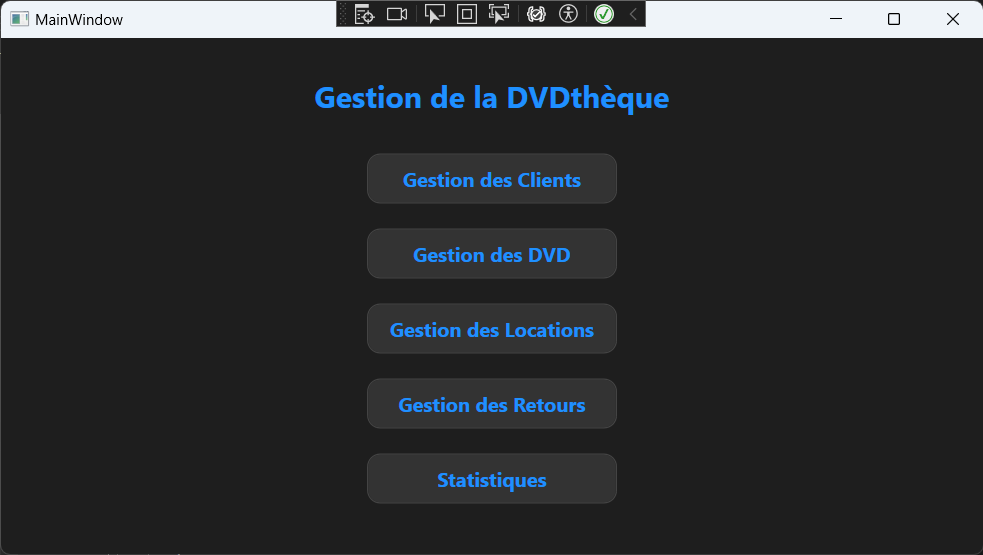 MainWindow
Gestion de la DVDthèque
Gestion des Clients
Gestion des DVD
Gestion des Locations
Gestion des Retours
Statistiques